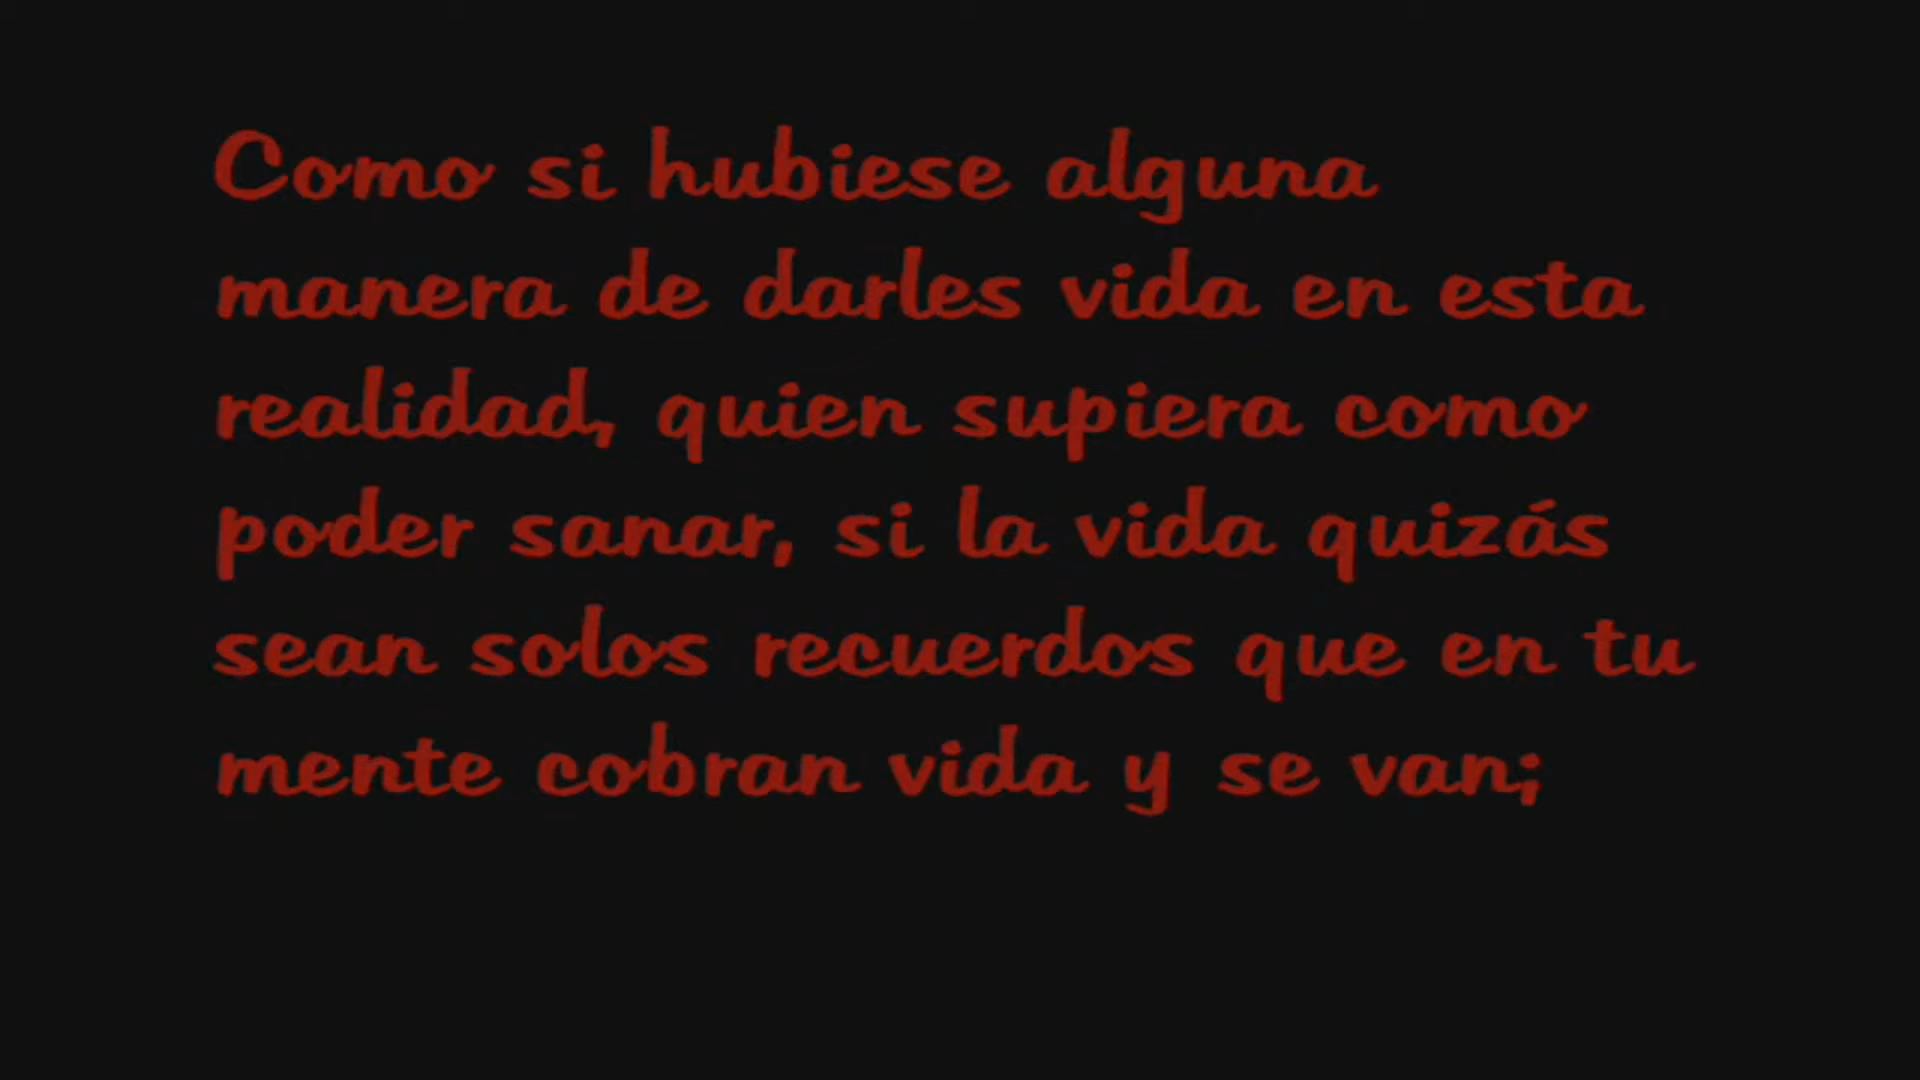 Como si hubiese alguna
manera de darles vida en esta
realidad, quien supiera como
poder sanar, si la vida quizás
sean solos recuerdos que en tu
mente cobran vida y se van;